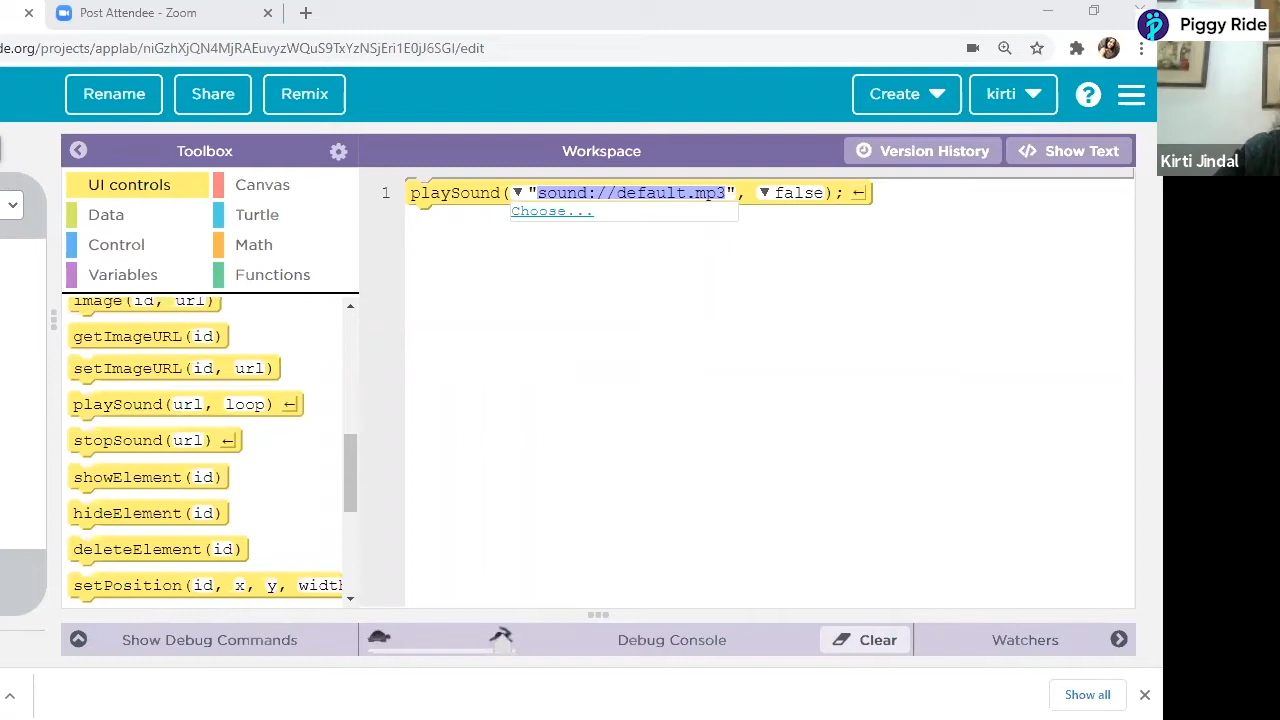 Post Attendee - Zoom
de.org/projects/applab/niGzhXjQN4MjRAEuvyzWQuS9TxYzNSjEri1E0jJ6SGI/edit
Piggy Ride
Rename
Share
Remix
Create
kirti
?
Kirti Jindal
Toolbox
Workspace
Version History
</> Show Text
UI controls
Canvas
Data
Turtle
Control
Math
Variables
Functions
1 playSound("sound://default.mp3", false);
Choose...
image(id, url)
getImageURL(id)
setImageURL(id, url)
playSound(url, loop)
stopSound(url)
showElement(id)
hideElement(id)
deleteElement(id)
setPosition(id, x, y, width
Show Debug Commands
Debug Console
Clear
Watchers
Show all